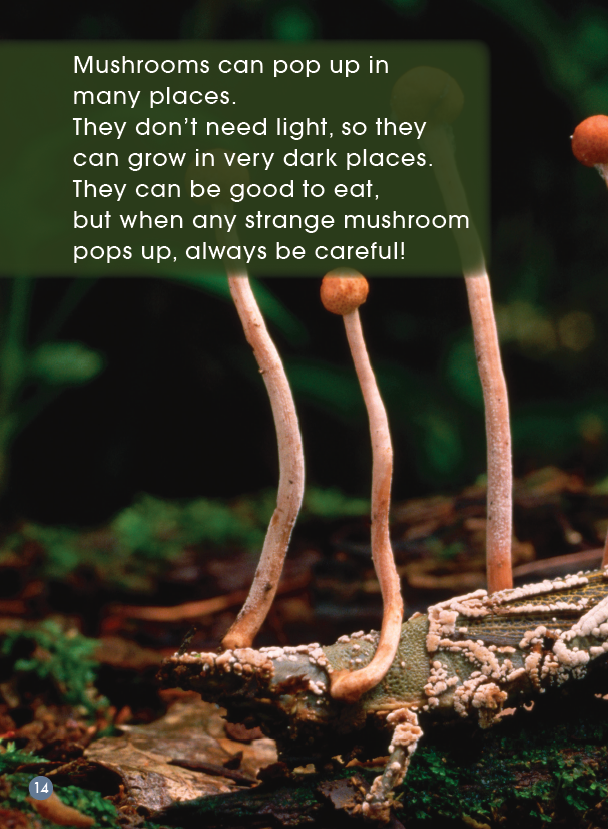 Mushrooms can pop up in
many places.
They don’t need light, so they
can grow in very dark places.
They can be good to eat,
but when any strange mushroom
pops up, always be careful!
14